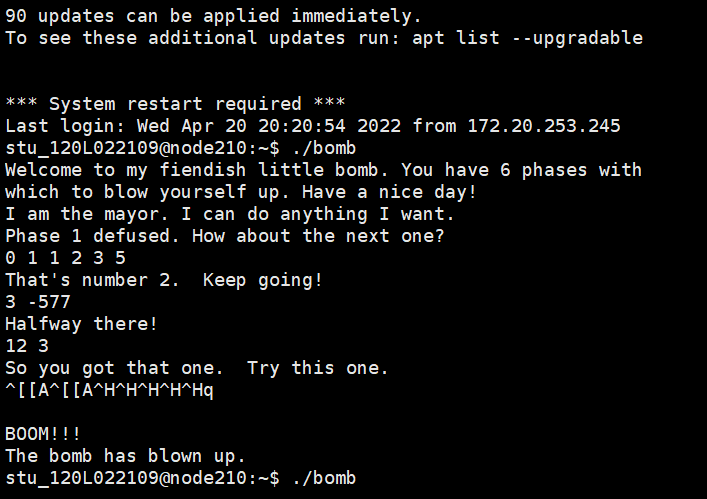 90 updates can be applied immediately.
To see these additional updates run: apt list --upgradable
*** System restart required ***
Last login: Wed Apr 20 20:20:54 2022 from 172.20.253.245
stu_120L022109@node210:~$ ./bomb
Welcome to my fiendish little bomb. You have 6 phases with
which to blow yourself up. Have a nice day!
I am the mayor. I can do anything I want.
Phase 1 defused. How about the next one?
0 1 1 2 3 5
That's number 2.  Keep going!
3 -577
Halfway there!
12 3
So you got that one.  Try this one.
^[[A^[[A^H^H^H^H^Hq
BOOM!!!
The bomb has blown up.
stu_120L022109@node210:~$ ./bomb